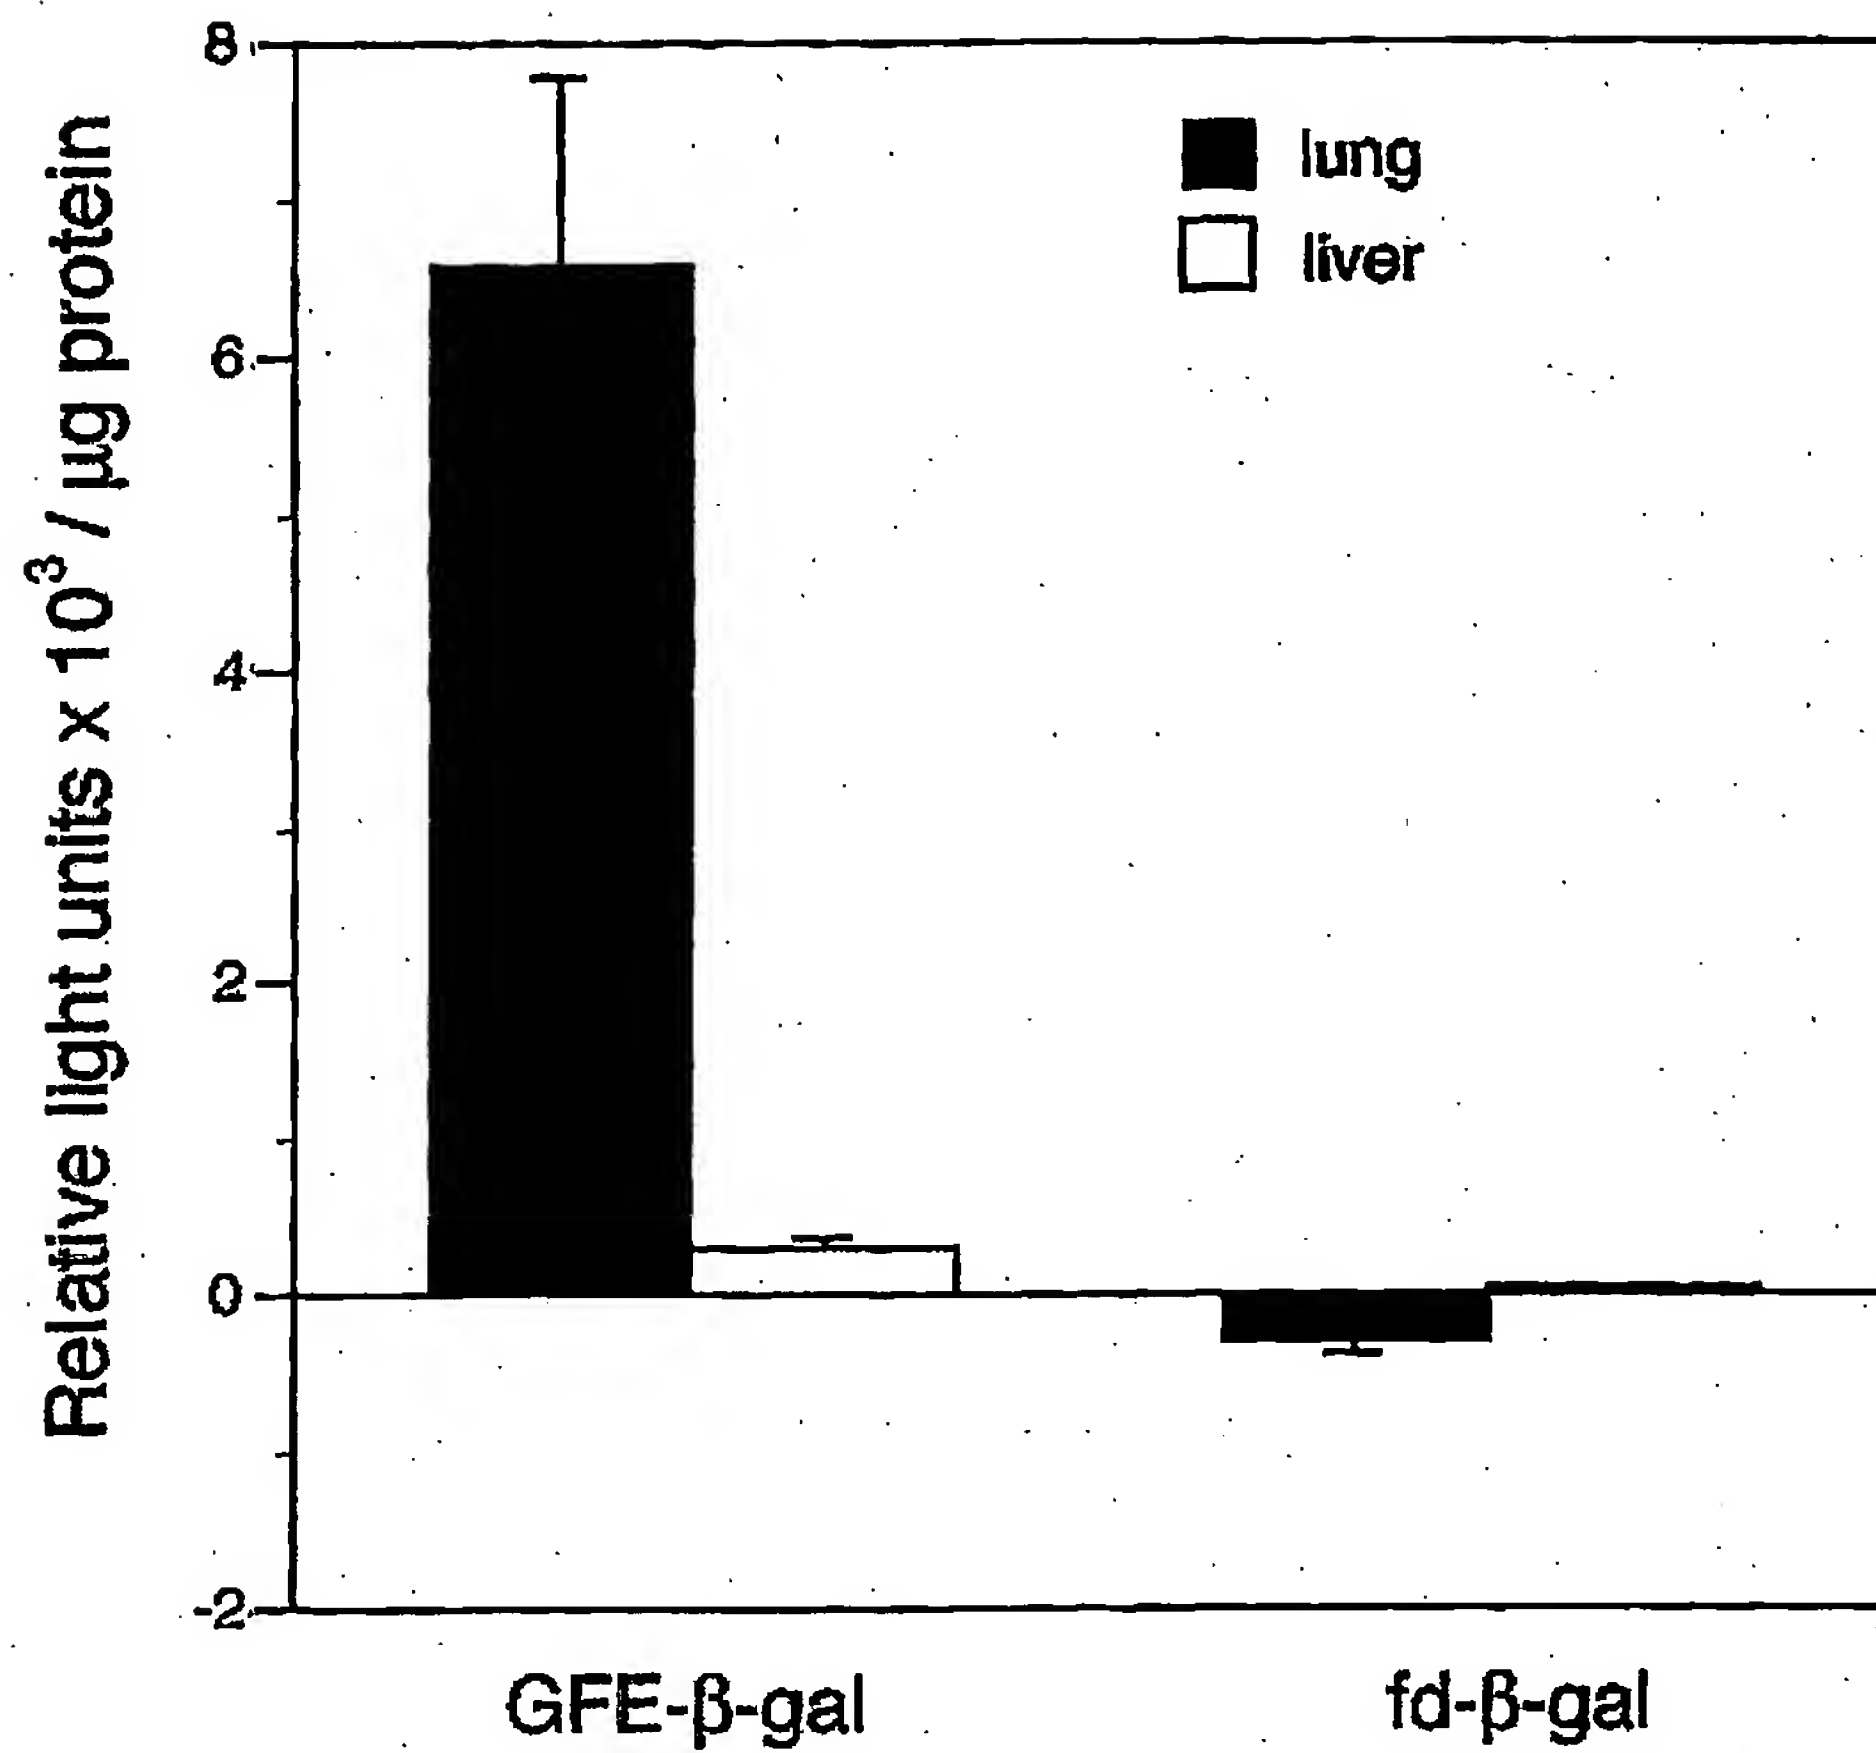 Relative light units x 10³ / µg protein
8
6
4
2
0
-2
lung
liver
GFE-β-gal
fd-β-gal